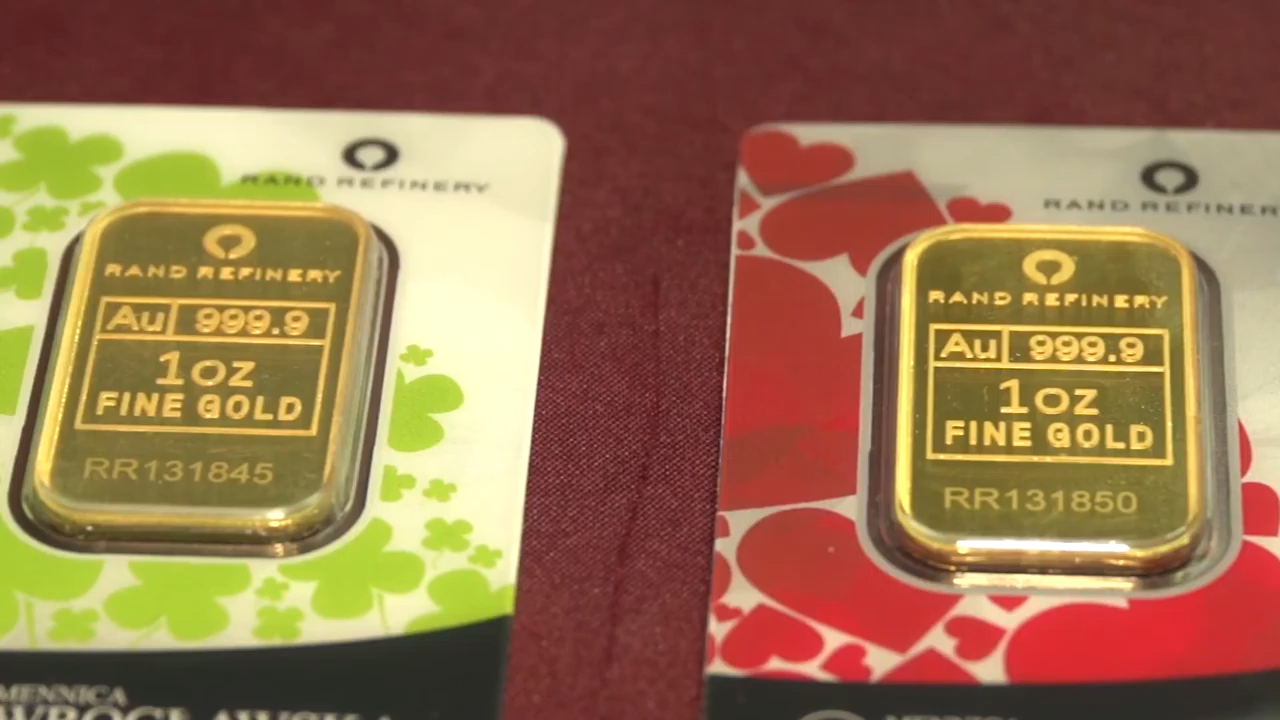 RAND REFINERY
RAND REFINERY
Au 999.9
1oz
FINE GOLD
RR131845
MENNICA
RAND REFINERY
RAND REFINERY
Au 999.9
1oz
FINE GOLD
RR131850